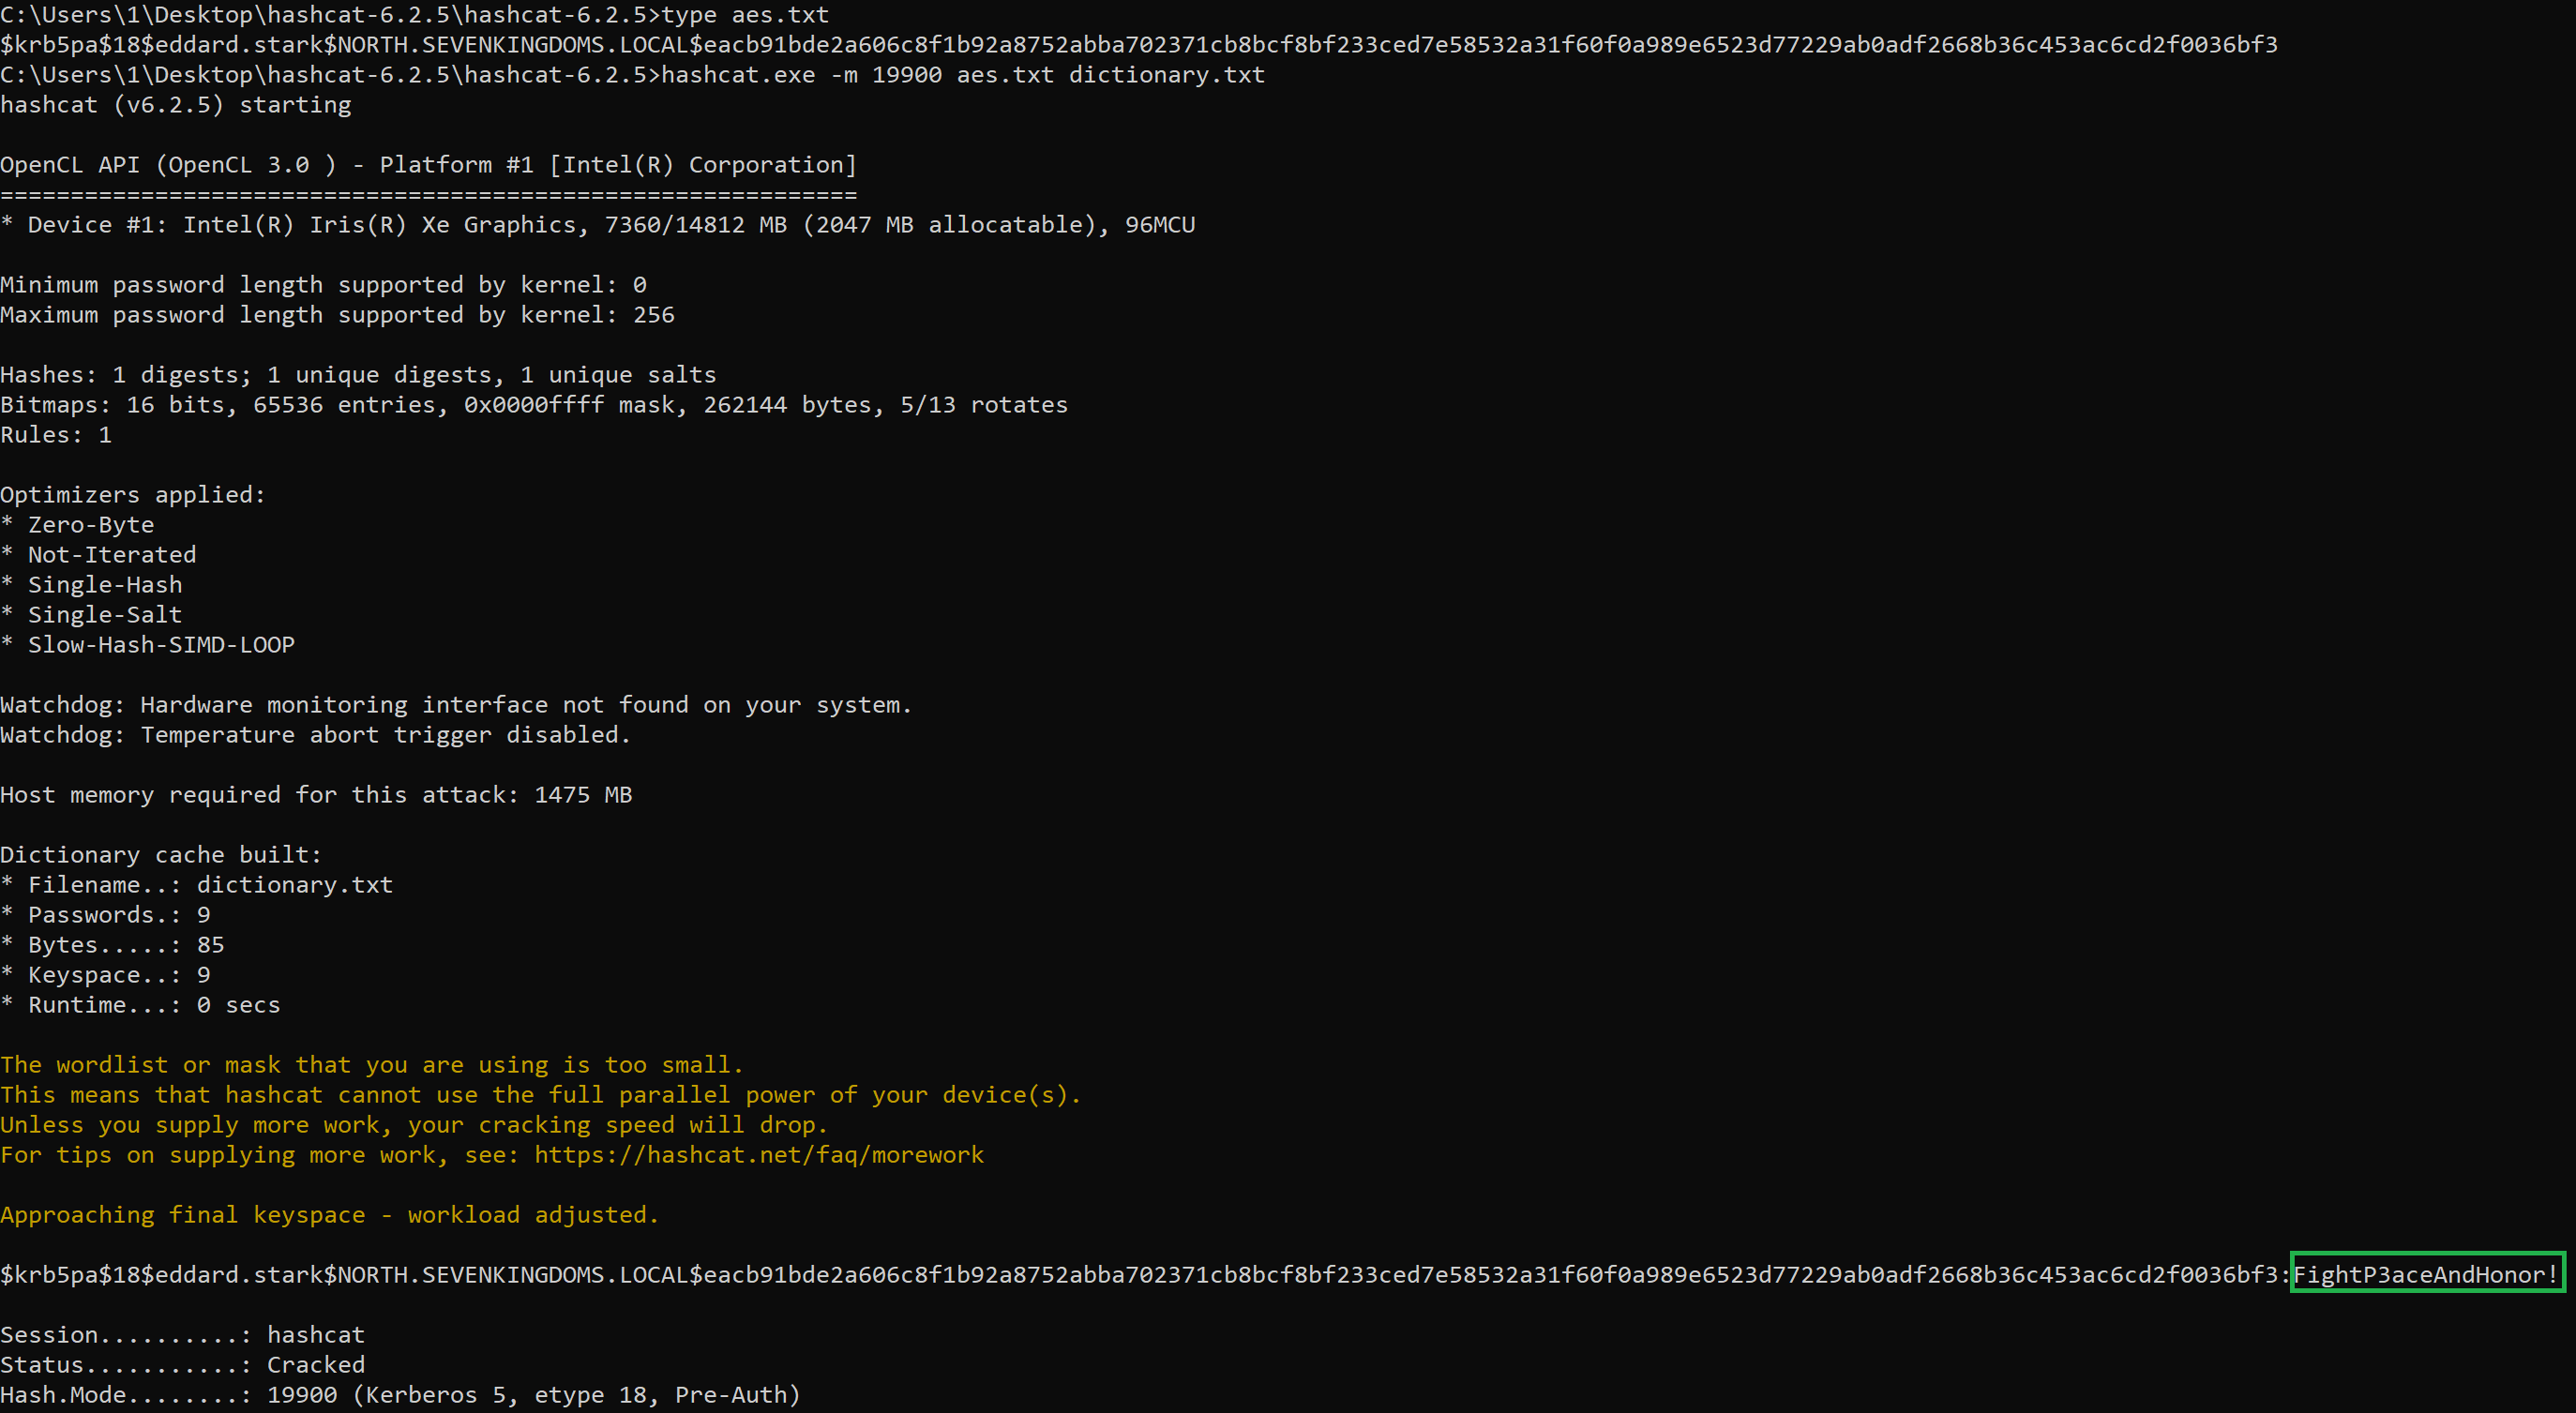 C:\Users\1\Desktop\hashcat-6.2.5\hashcat-6.2.5>type aes.txt
$krb5pa$18$eddard.stark$NORTH.SEVENKINGDOMS.LOCAL$eacb91bde2a606c8f1b92a8752abba702371cb8bcf8bf233ced7e58532a31f60f0a989e6523d77229ab0adf2668b36c453ac6cd2f0036bf3
C:\Users\1\Desktop\hashcat-6.2.5\hashcat-6.2.5>hashcat.exe -m 19900 aes.txt dictionary.txt
hashcat (v6.2.5) starting
OpenCL API (OpenCL 3.0 ) - Platform #1 [Intel(R) Corporation]
=============================================================
* Device #1: Intel(R) Iris(R) Xe Graphics, 7360/14812 MB (2047 MB allocatable), 96MCU
Minimum password length supported by kernel: 0
Maximum password length supported by kernel: 256
Hashes: 1 digests; 1 unique digests, 1 unique salts
Bitmaps: 16 bits, 65536 entries, 0x0000ffff mask, 262144 bytes, 5/13 rotates
Rules: 1
Optimizers applied:
* Zero-Byte
* Not-Iterated
* Single-Hash
* Single-Salt
* Slow-Hash-SIMD-LOOP
Watchdog: Hardware monitoring interface not found on your system.
Watchdog: Temperature abort trigger disabled.
Host memory required for this attack: 1475 MB
Dictionary cache built:
* Filename..: dictionary.txt
* Passwords.: 9
* Bytes.....: 85
* Keyspace..: 9
* Runtime...: 0 secs
The wordlist or mask that you are using is too small.
This means that hashcat cannot use the full parallel power of your device(s).
Unless you supply more work, your cracking speed will drop.
For tips on supplying more work, see: https://hashcat.net/faq/morework
Approaching final keyspace - workload adjusted.
$krb5pa$18$eddard.stark$NORTH.SEVENKINGDOMS.LOCAL$eacb91bde2a606c8f1b92a8752abba702371cb8bcf8bf233ced7e58532a31f60f0a989e6523d77229ab0adf2668b36c453ac6cd2f0036bf3:FightP3aceAndHonor!
Session..........: hashcat
Status...........: Cracked
Hash.Mode........: 19900 (Kerberos 5, etype 18, Pre-Auth)